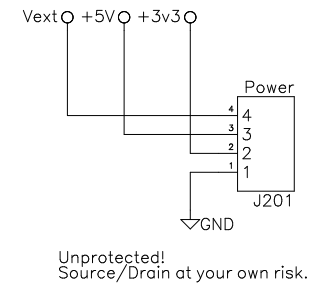 Vext +5V +3v3
Power
4 4
3 3
2 2
1 1
J201
GND
Unprotected!
Source/Drain at your own risk.